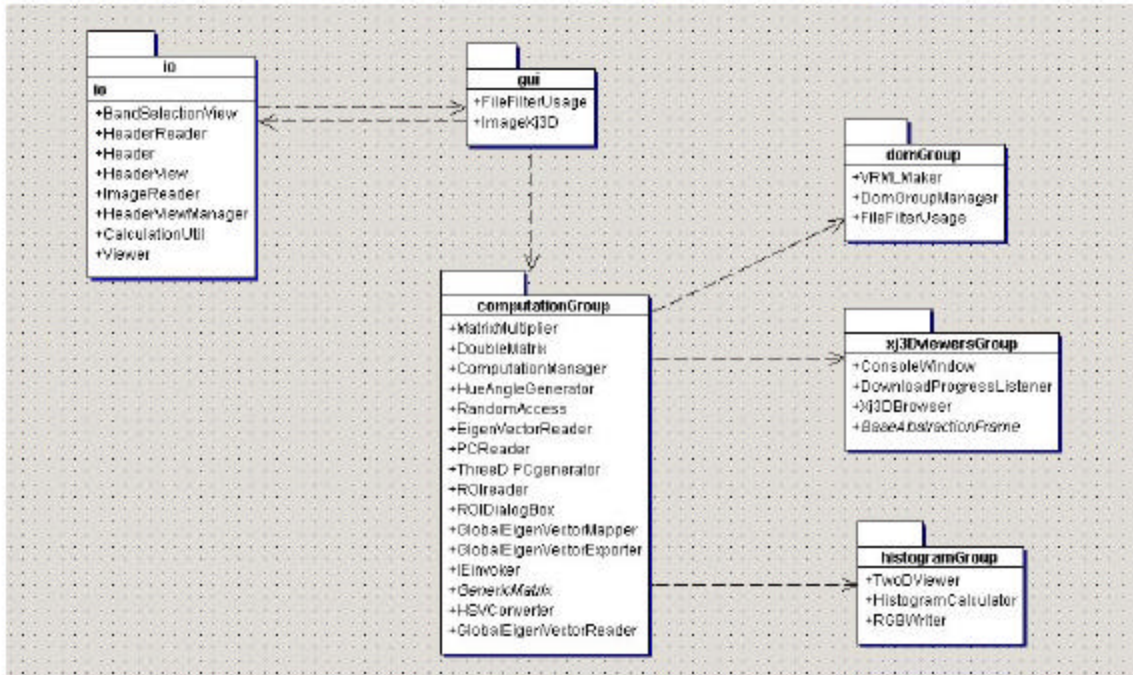 io
io
+BandSelectionView
+HeaderReader
+Header
+HeaderView
+ImageReader
+HeaderViewManager
+CalculationUtil
+Viewer
gui
+FileFilterUsage
+ImageXj3D
domGroup
+VRMLMaker
+DomGroupManager
+FileFilterUsage
computationGroup
+MatrixMultiplier
+DoubleMatrix
+ComputationManager
+HueAngleGenerator
+RandomAccess
+EigenVectorReader
+PCReader
+ThreeD PCgenerator
+ROIreader
+ROIDialogBox
+GlobalEigenVectorMapper
+GlobalEigenVectorExporter
+IEinvoker
+GenericMatrix
+HSVConverter
+GlobalEigenVectorReader
xj3DviewersGroup
+ConsoleWindow
+DownloadProgressListener
+Xj3DBrowser
+BaseAbstractionFrame
histogramGroup
+TwoDViewer
+HistogramCalculator
+RGBWriter